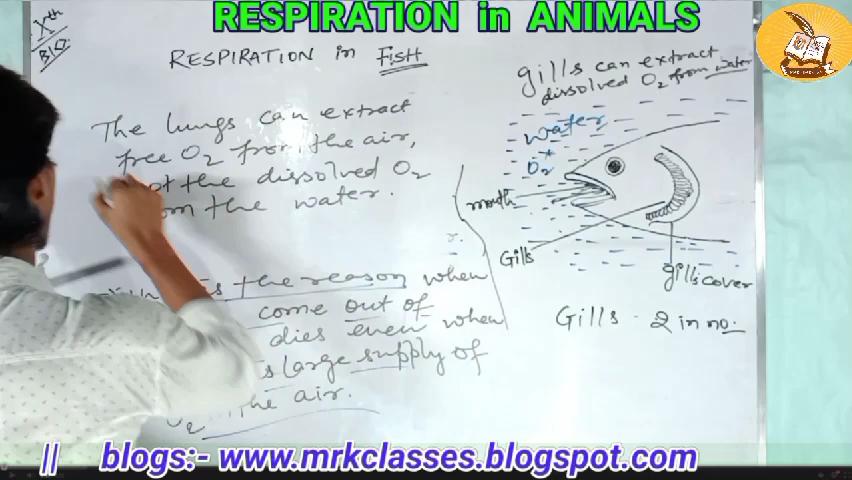 RESPIRATION in ANIMALS
Xth
BIO
RESPIRATION in FISH
gills can extract
dissolved O2 from water
The lungs can extract
free O2 from the air,
the dissolved O2
the water.
water
+
O2
mouth
Gills
gills cover
Gills - 2 in no.
is the reason when
come out of
dies even when
large supply of
O2 the air.
|| blogs:- www.mrkclasses.blogspot.com